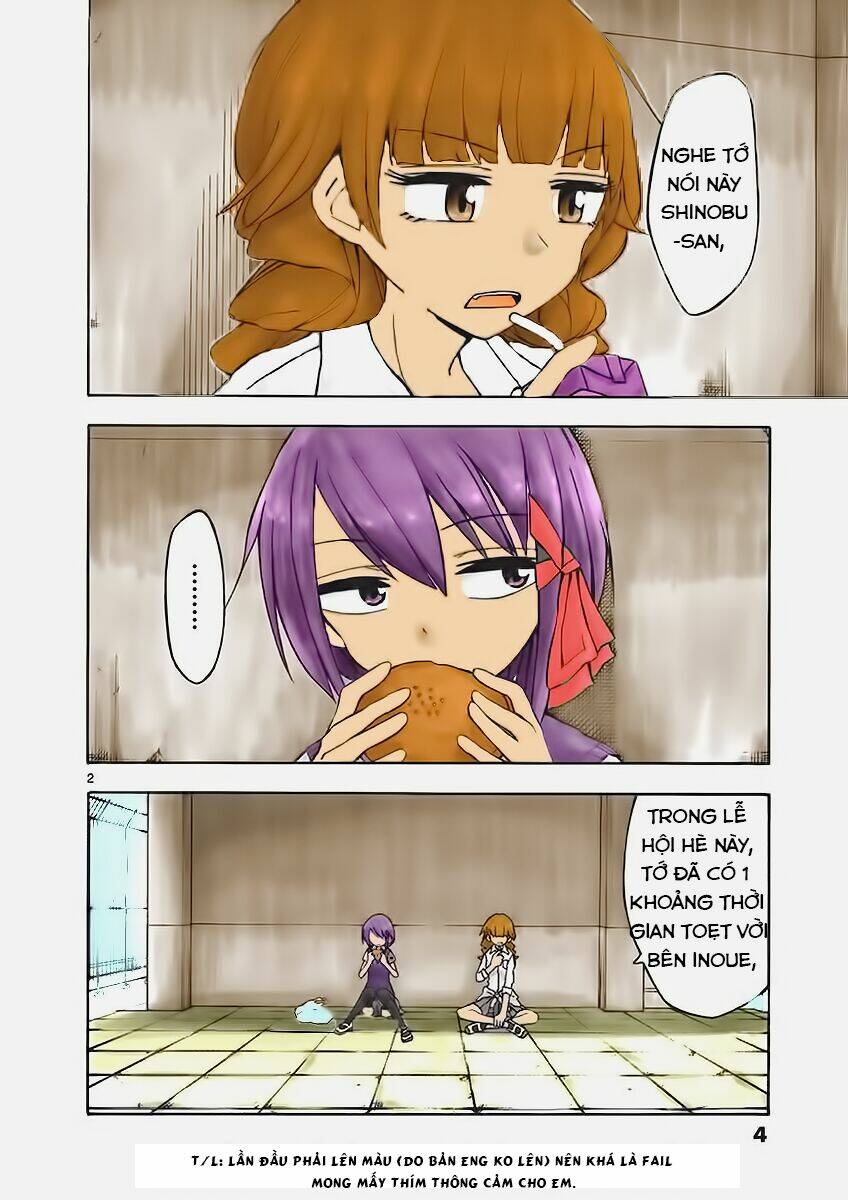 NGHE TỚ
NÓI NÀY
SHINOBU
-SAN,
.........
2
TRONG LỄ
HỘI HÈ NÀY,
TỚ ĐÃ CÓ 1
KHOẢNG THỜI
GIAN TOẸT VỜI
BÊN INOUE,
4
T/L: LẦN ĐẦU PHẢI LÊN MÀU (DO BẢN ENG KO LÊN) NÊN KHÁ LÀ FAIL
MONG MẤY THÍM THÔNG CẢM CHO EM.